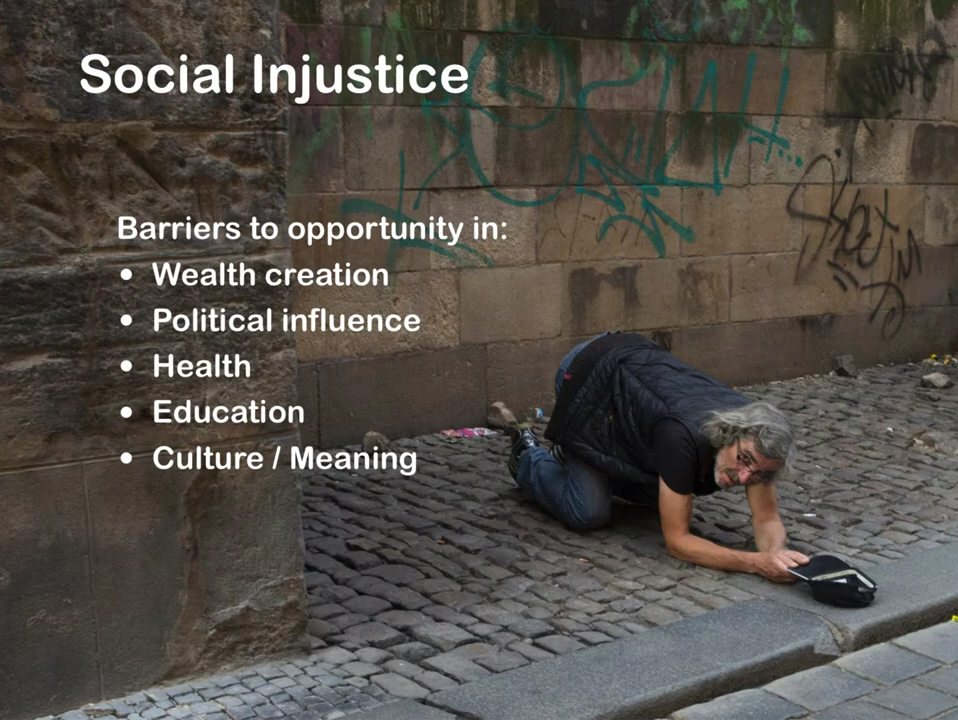 Social Injustice
Barriers to opportunity in:
• Wealth creation
• Political influence
• Health
• Education
• Culture / Meaning